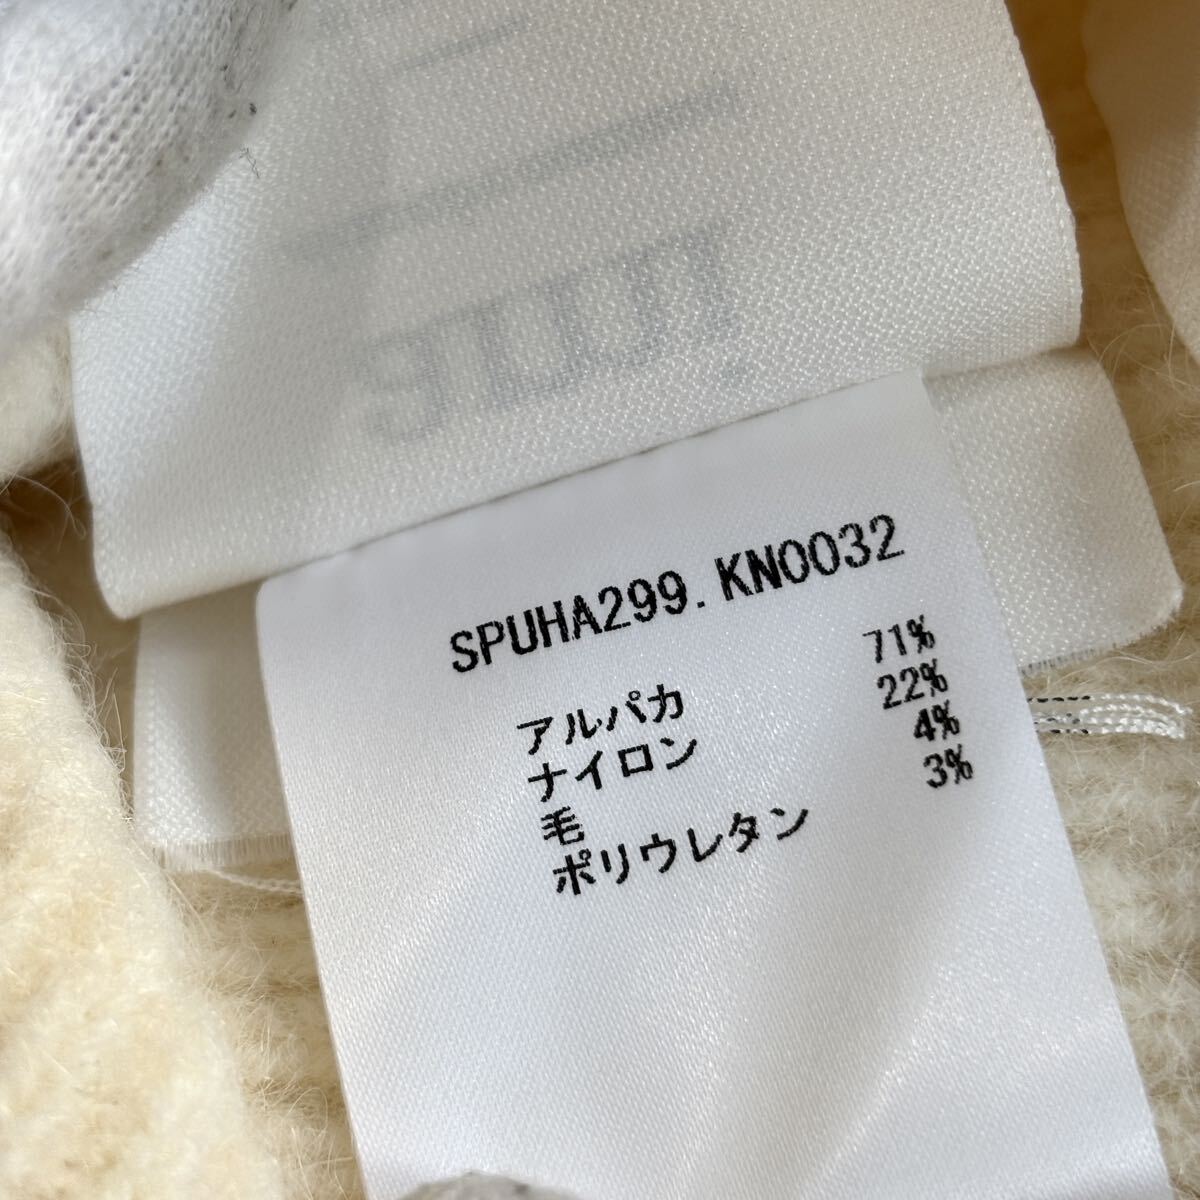 SPUHA299.KN0032
アルパカ 71%
ナイロン 22%
毛 4%
ポリウレタン 3%